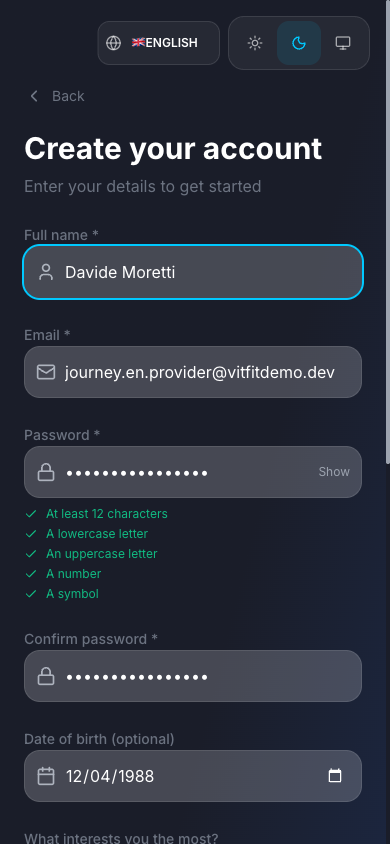 ENGLISH
Back
Create your account
Enter your details to get started
Full name *
Davide Moretti
Email *
journey.en.provider@vitfitdemo.dev
Password *
•••••••••••••••• Show
At least 12 characters
A lowercase letter
An uppercase letter
A number
A symbol
Confirm password *
••••••••••••••••
Date of birth (optional)
12/04/1988
What interests you the most?